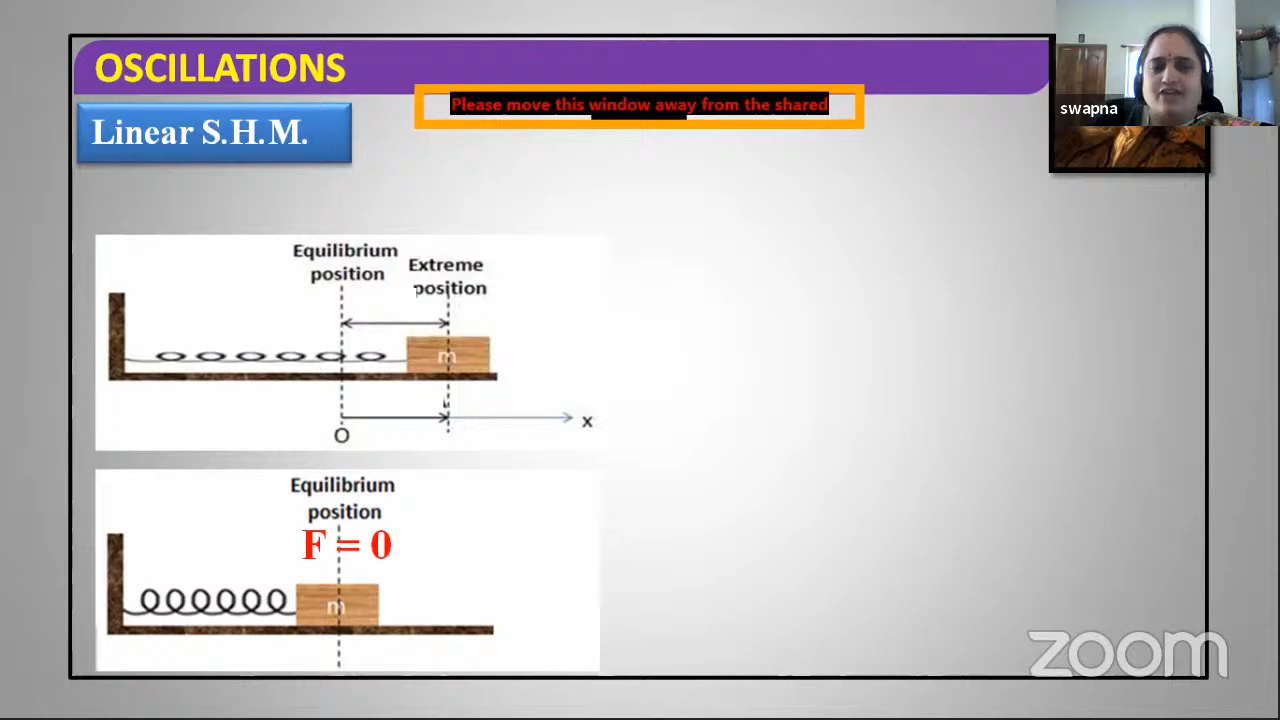 OSCILLATIONS
Linear S.H.M.
Please move this window away from the shared
swapna
Equilibrium
position
Extreme
position
m
x
O
Equilibrium
position
F = 0
m
zoom